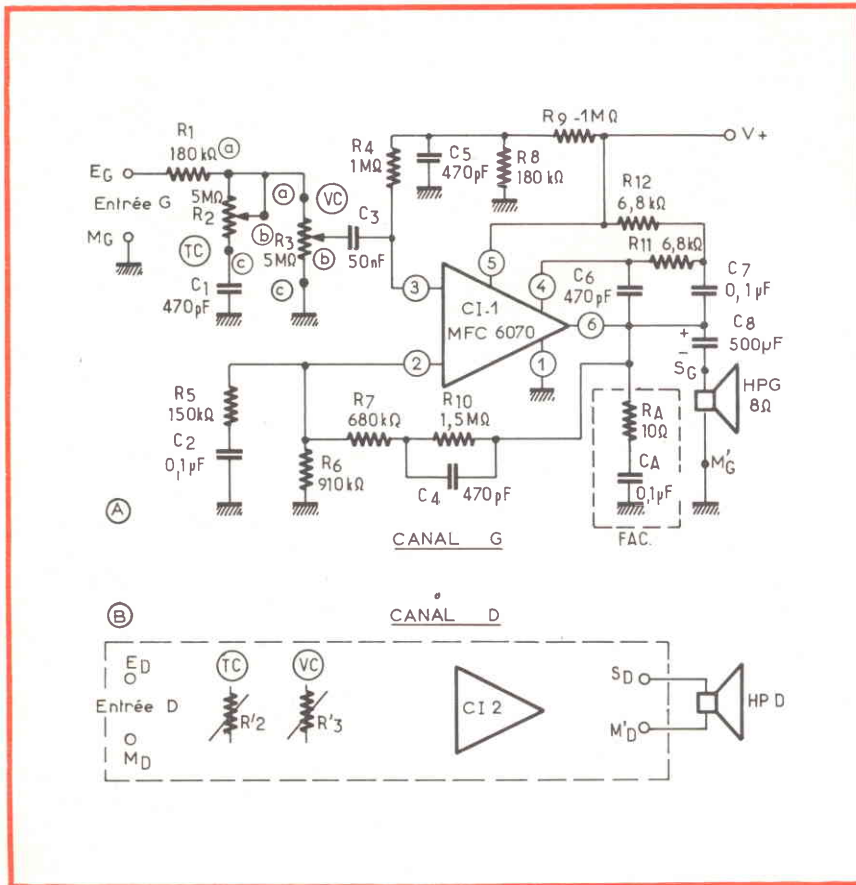 R9 -1MΩ
V+
R1
180kΩ
a
EG
Entrée G
MG
5MΩ
R2
b
TC
c
C1
470pF
a
VC
R3
5MΩ
b
c
C3
50nF
R4
1MΩ
C5
470pF
R8
180 kΩ
R12
6,8kΩ
R11 6,8kΩ
5
4
3
CI-1
MFC 6070
6
1
2
C6
470pF
C7
0,1µF
C8
500µF
+
–
SG
HPG
8Ω
M'G
R5
150kΩ
C2
0,1µF
R7
680kΩ
R10
1,5MΩ
R6
910kΩ
C4
470pF
RA
10Ω
CA
0,1µF
FAC.
A
CANAL G
B
CANAL D
ED
Entrée D
MD
TC
R'2
VC
R'3
CI 2
SD
M'D
HP D